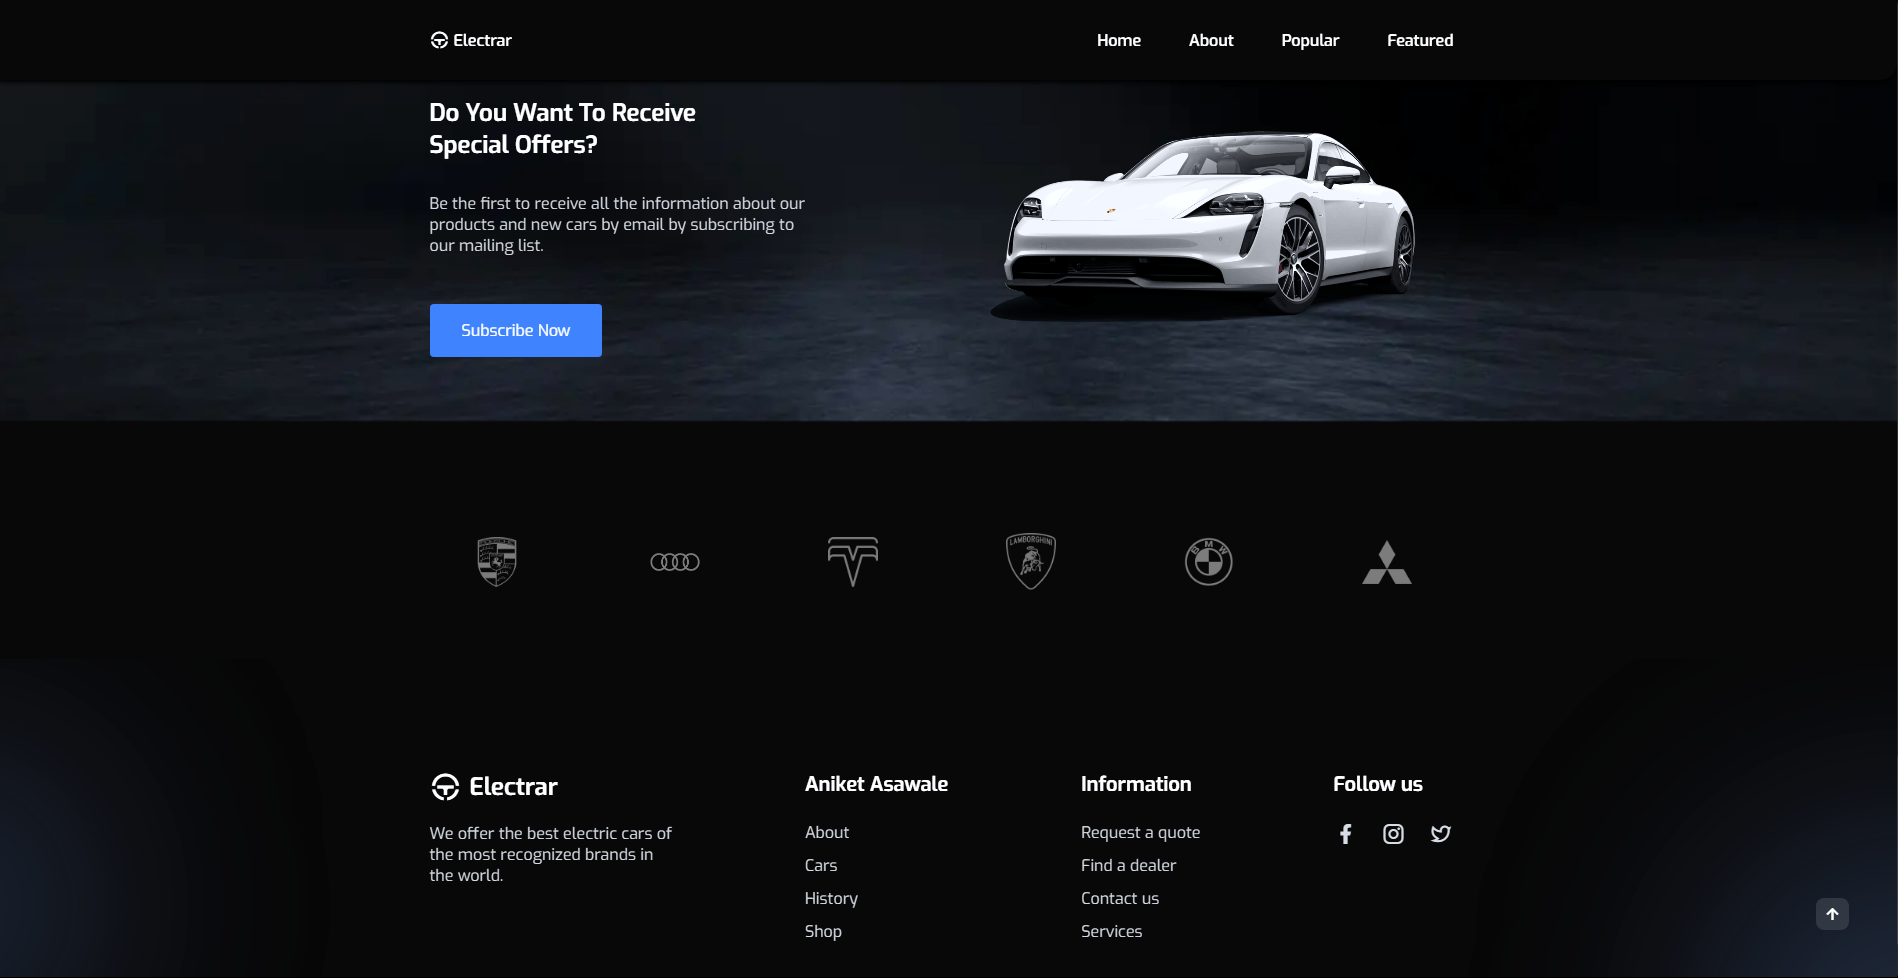 Electrar
Home
About
Popular
Featured
Do You Want To Receive
Special Offers?
Be the first to receive all the information about our
products and new cars by email by subscribing to
our mailing list.
Subscribe Now
LAMBORGHINI
BMW
Electrar
We offer the best electric cars of
the most recognized brands in
the world.
Aniket Asawale
About
Cars
History
Shop
Information
Request a quote
Find a dealer
Contact us
Services
Follow us